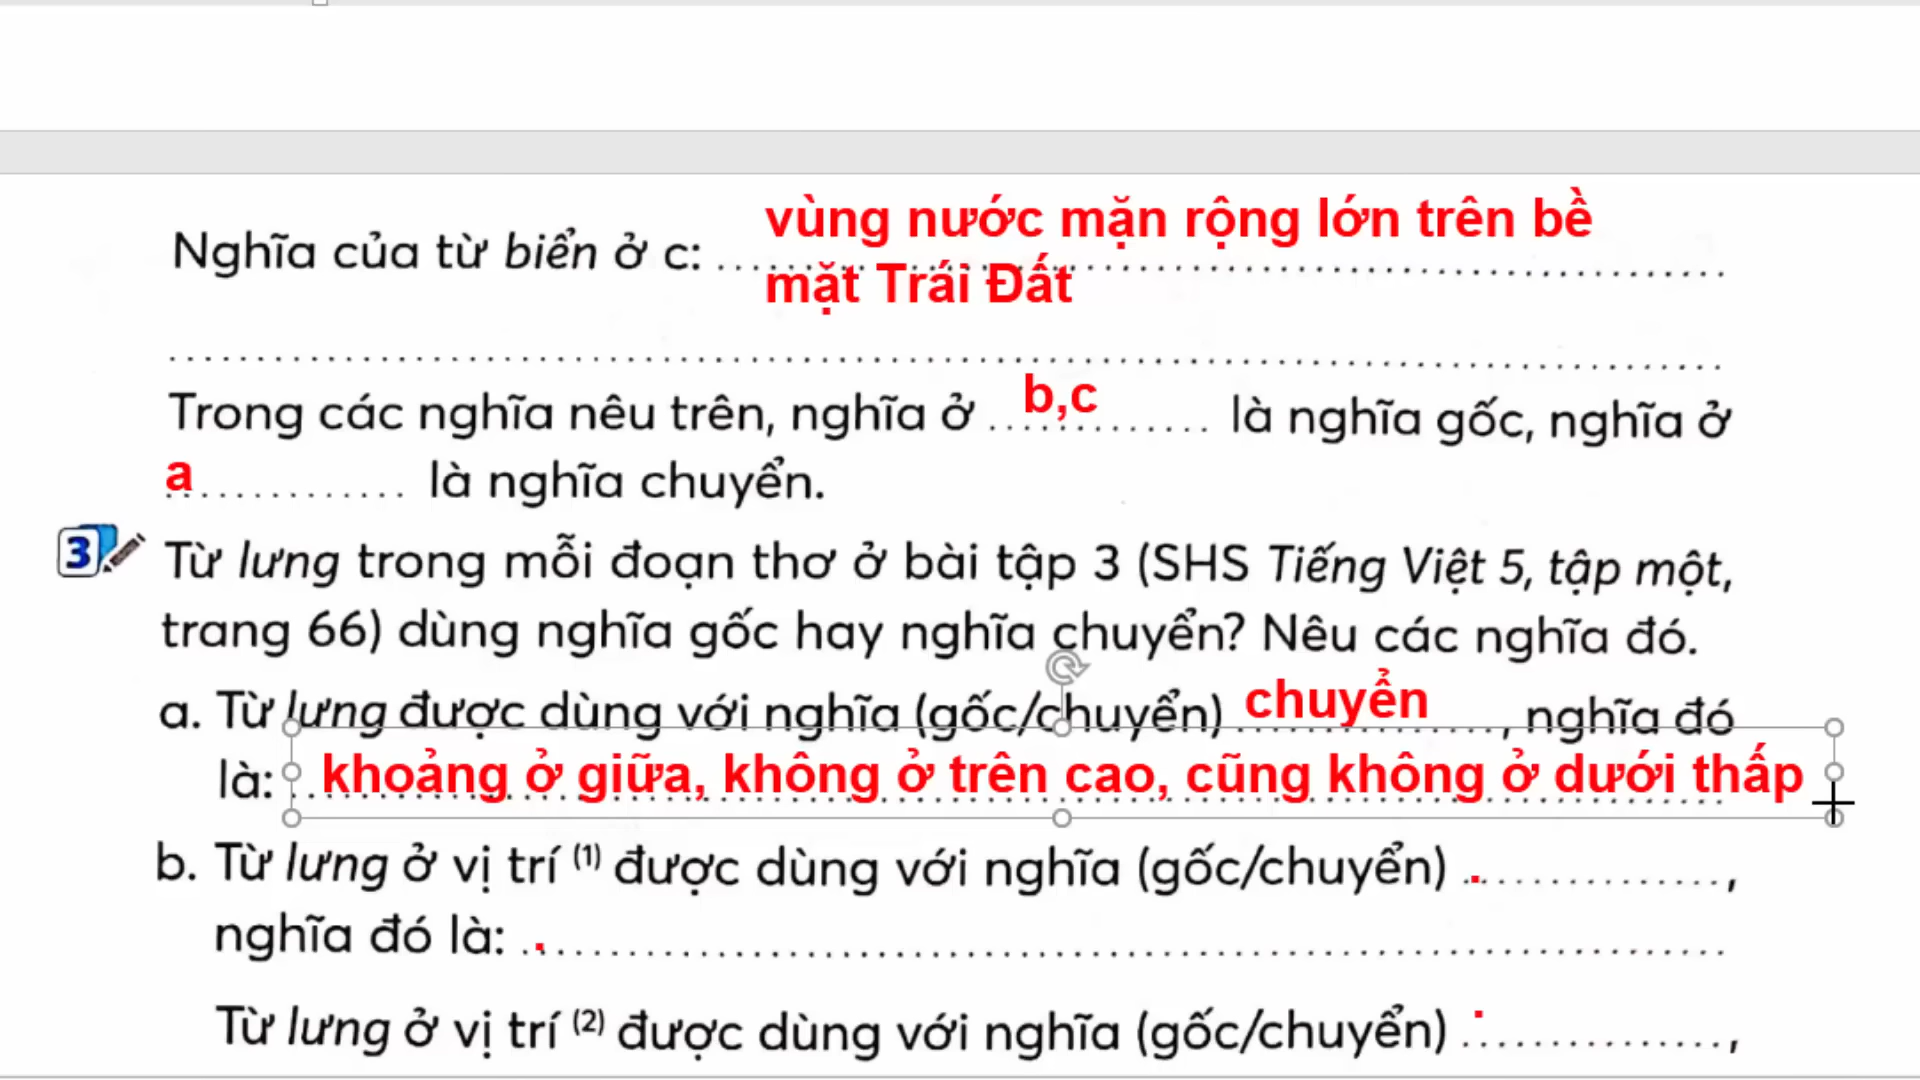 Nghĩa của từ biển ở c: vùng nước mặn rộng lớn trên bề
mặt Trái Đất
Trong các nghĩa nêu trên, nghĩa ở b,c là nghĩa gốc, nghĩa ở
a là nghĩa chuyển.
3 Từ lưng trong mỗi đoạn thơ ở bài tập 3 (SHS Tiếng Việt 5, tập một,
trang 66) dùng nghĩa gốc hay nghĩa chuyển? Nêu các nghĩa đó.
a. Từ lưng được dùng với nghĩa (gốc/chuyển) chuyển, nghĩa đó
là: khoảng ở giữa, không ở trên cao, cũng không ở dưới thấp
b. Từ lưng ở vị trí (1) được dùng với nghĩa (gốc/chuyển) ..............,
nghĩa đó là: ..............
Từ lưng ở vị trí (2) được dùng với nghĩa (gốc/chuyển) ..............,